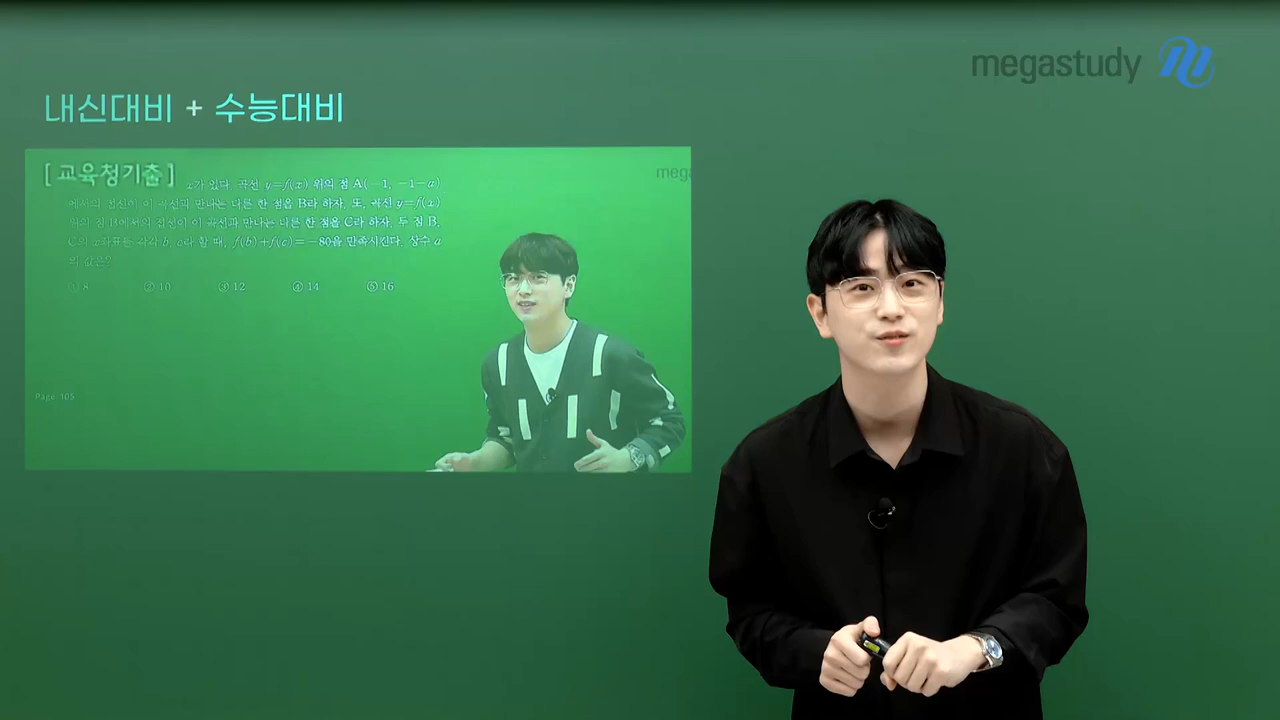 megastudy
내신대비 + 수능대비
[교육청기출]
mega
x가 있다. 곡선 y=f(x) 위의 점 A(−1, −1−a)
에서의 접선이 이 곡선과 만나는 다른 한 점을 B라 하자. 또, 곡선 y=f(x)
위의 점 B에서의 접선이 이 곡선과 만나는 다른 한 점을 C라 하자. 두 점 B,
C의 x좌표를 각각 b, c라 할 때, f(b)+f(c)=−80을 만족시킨다. 상수 a
의 값은?
① 8 ② 10 ③ 12 ④ 14 ⑤ 16
Page. 105